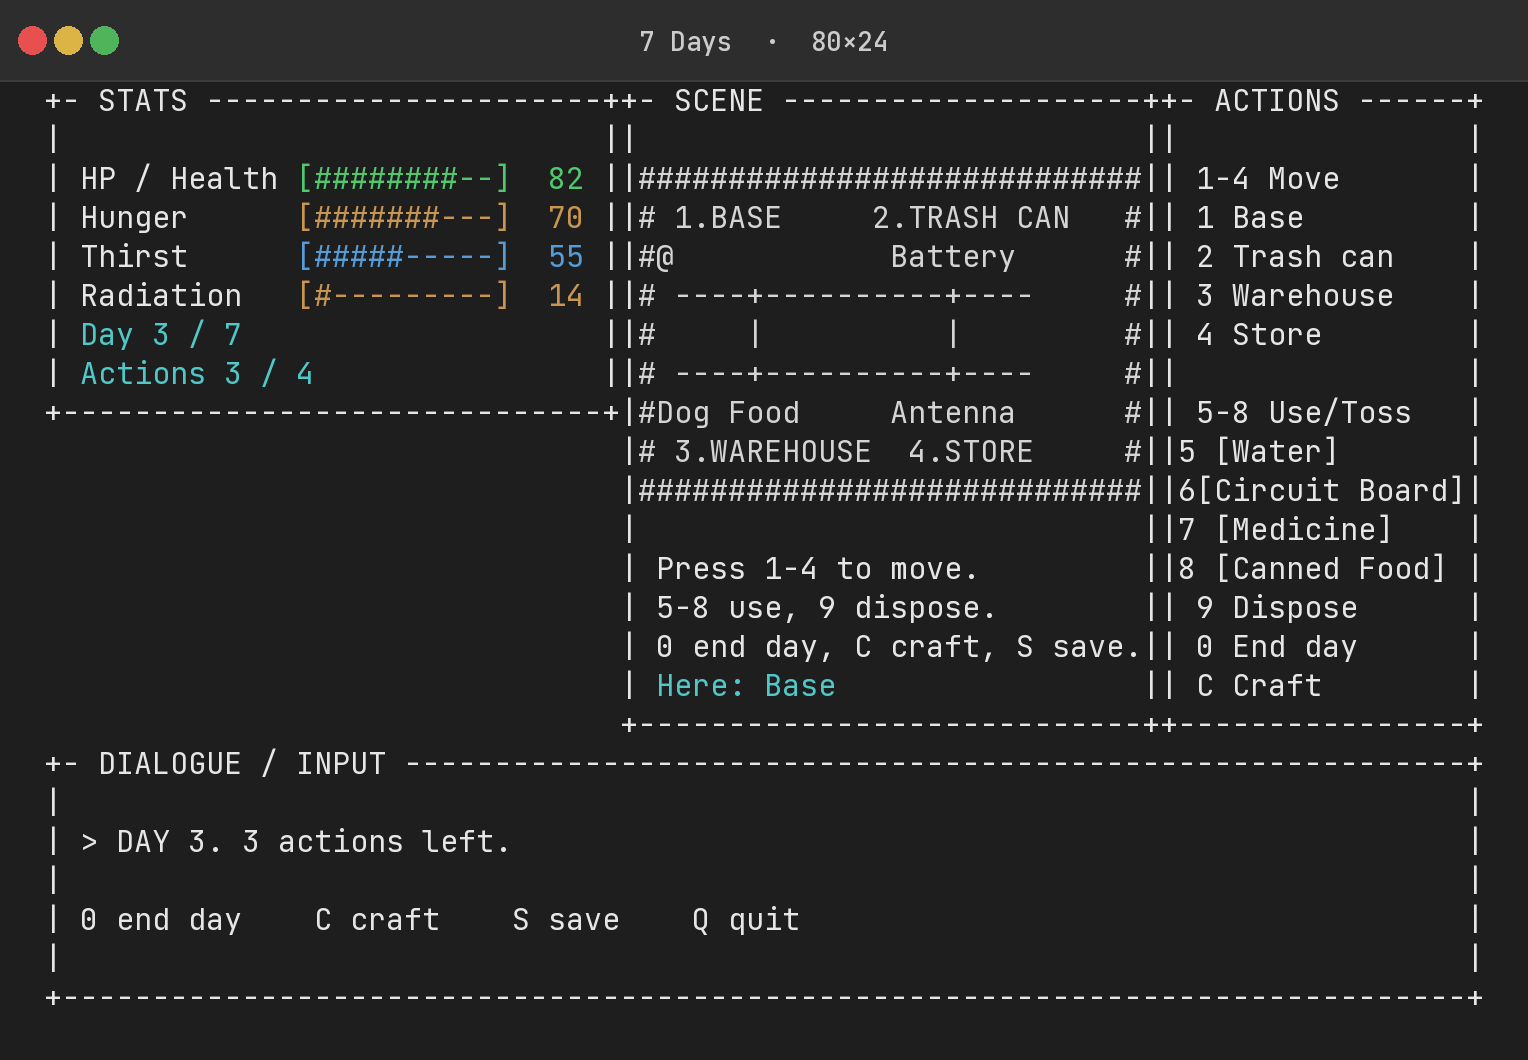 7 Days  ·  80×24
+- STATS ----------------------++- SCENE --------------------++- ACTIONS ------+
|                              ||                            ||                |
| HP / Health [########--]  82 ||############################|| 1-4 Move       |
| Hunger      [#######---]  70 ||# 1.BASE     2.TRASH CAN   #|| 1 Base         |
| Thirst      [#####-----]  55 ||#@            Battery      #|| 2 Trash can    |
| Radiation   [#---------]  14 ||# ----+----------+----     #|| 3 Warehouse    |
| Day 3 / 7                    ||#     |          |         #|| 4 Store        |
| Actions 3 / 4                ||# ----+----------+----     #||                |
+------------------------------+|#Dog Food     Antenna      #|| 5-8 Use/Toss   |
                                |# 3.WAREHOUSE  4.STORE     #||5 [Water]       |
                                |############################||6[Circuit Board]|
                                |                            ||7 [Medicine]    |
                                | Press 1-4 to move.         ||8 [Canned Food] |
                                | 5-8 use, 9 dispose.        || 9 Dispose      |
                                | 0 end day, C craft, S save.|| 0 End day      |
                                | Here: Base                 || C Craft        |
                                +----------------------------++----------------+
+- DIALOGUE / INPUT -----------------------------------------------------------+
|                                                                              |
| > DAY 3. 3 actions left.                                                     |
|                                                                              |
| 0 end day    C craft    S save    Q quit                                     |
|                                                                              |
+------------------------------------------------------------------------------+